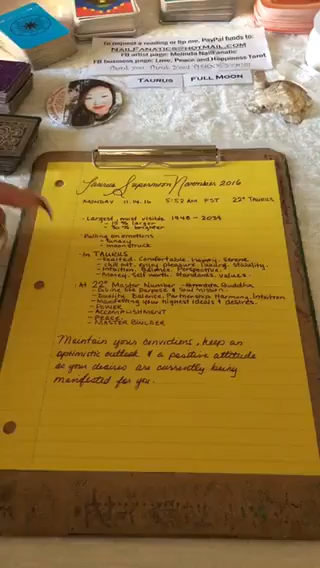 To request a reading or tip me, PayPal funds to:
NailFanatics@hotmail.com
FB artist page: Melinda NailFanatic
FB business page: Love, Peace and Happiness Tarot
TAURUS FULL MOON
Taurus Supermoon November 2016
MONDAY 11.14.16 5:52 AM PST 22° TAURUS
- Largest, most visible 1948 - 2034
- 14% larger
- 30% brighter
- Pulling on emotions
- lunacy
- moonstruck
- In TAURUS
- Excited. Comfortable. Luxury. Serene.
- Chill out. Enjoy pleasure. Luxury. Stability.
- Intuition. Balance. Perspective.
- Money. Self worth. Standards. Values.
- At 22° Master Number - Gautama Buddha
- Divine life Purpose & Soul mission.
- Duality. Balance. Partnership. Harmony. Intuition
- Manifesting your highest ideals & desires.
- POWER
- ACCOMPLISHMENT
- PEACE
- MASTER BUILDER
Maintain your convictions, keep an
optimistic outlook & a positive attitude
as your desires are currently being
manifested for you.